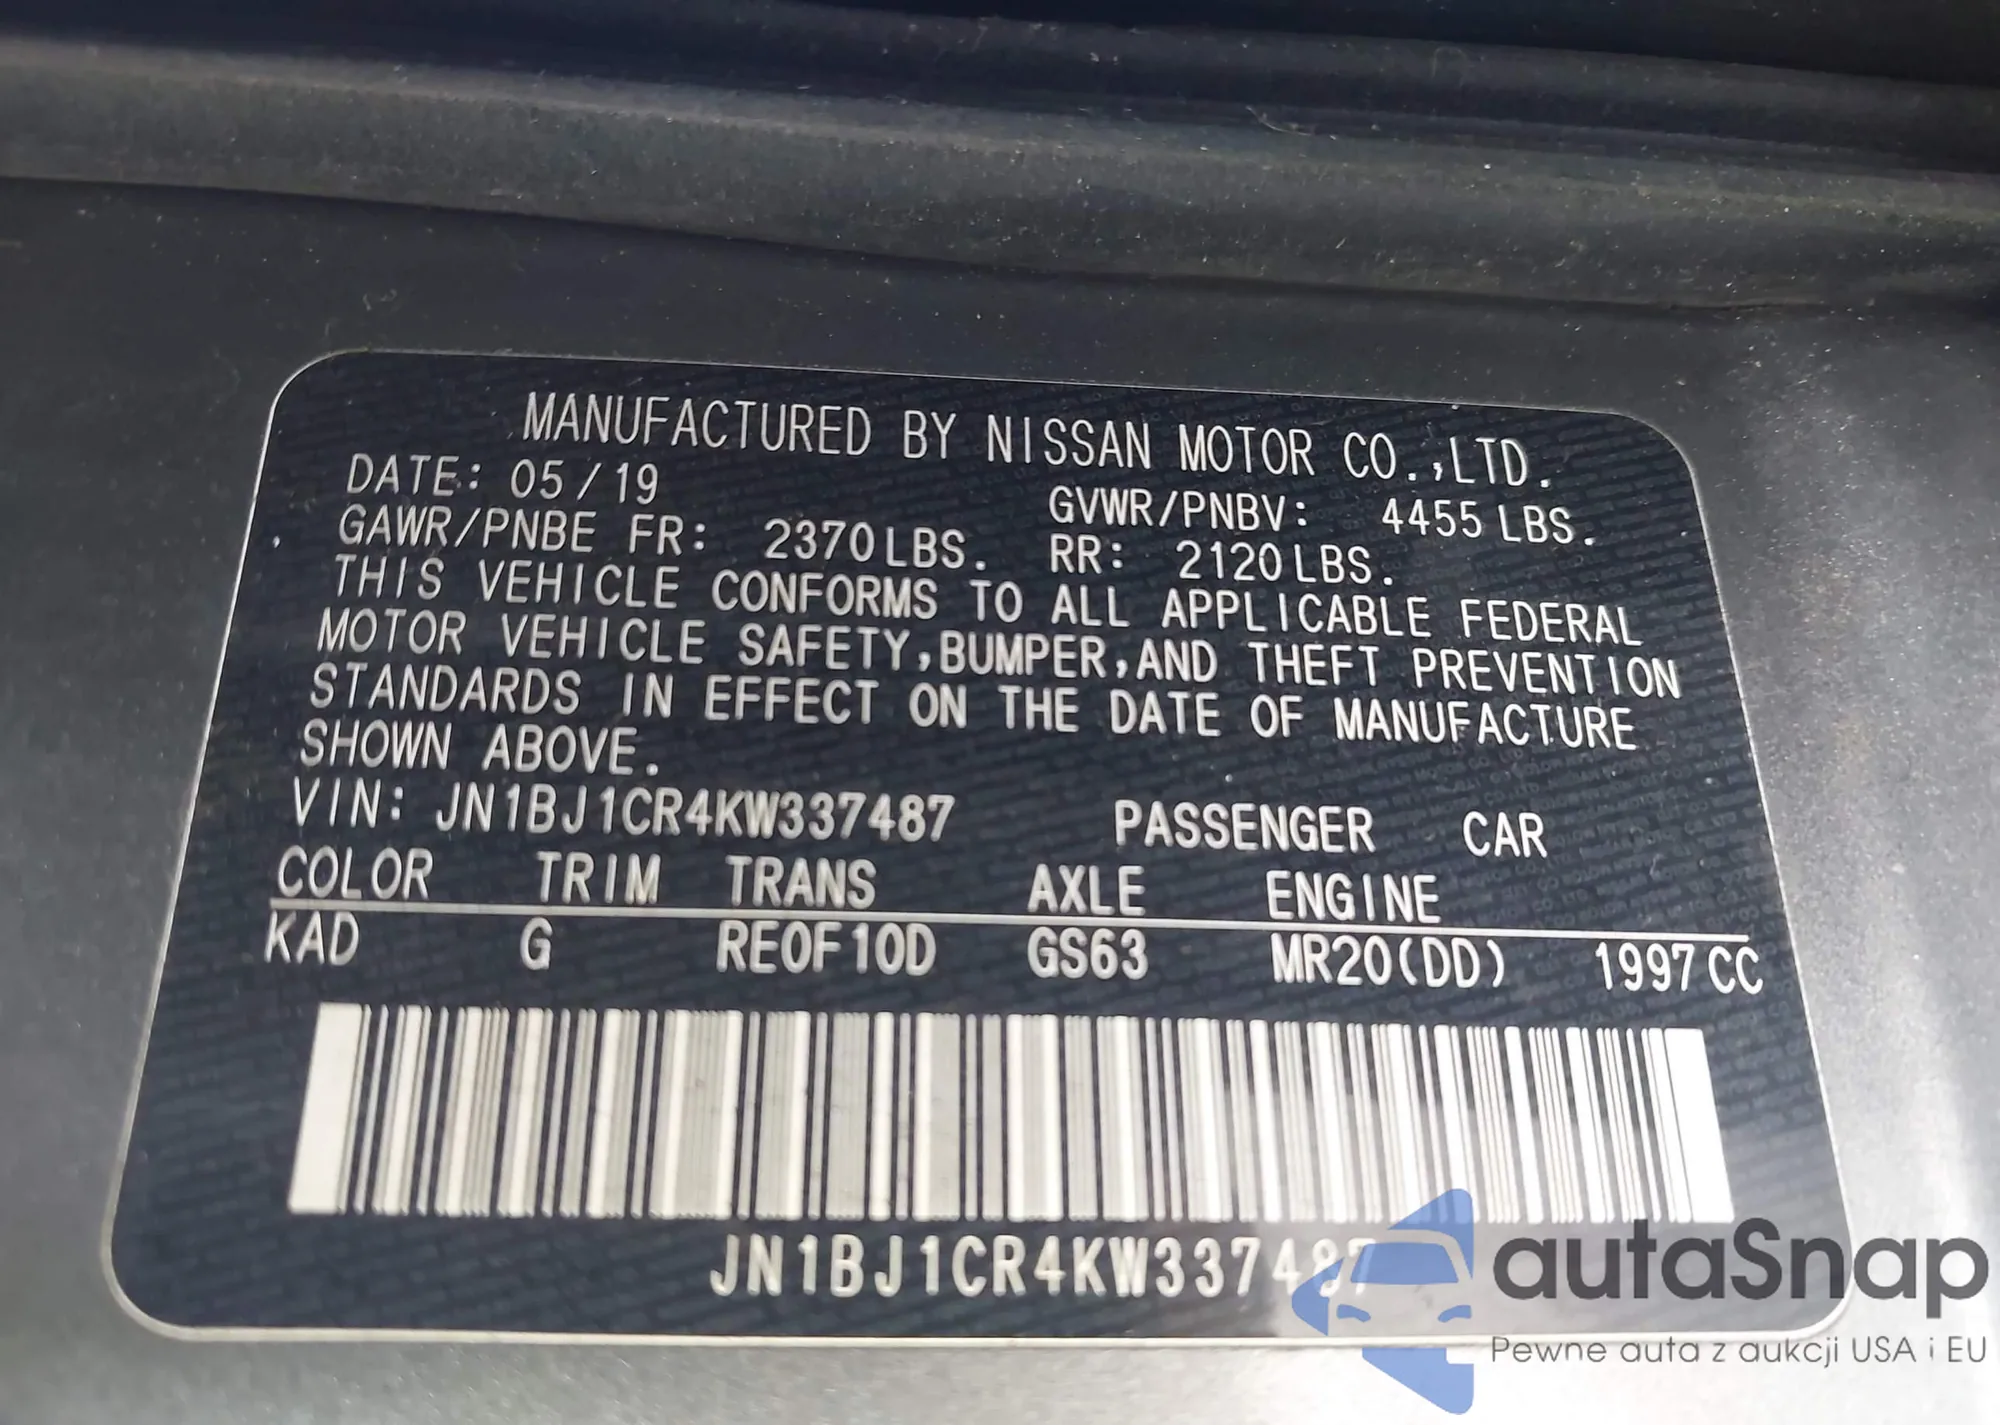 MANUFACTURED BY NISSAN MOTOR CO.,LTD.
DATE: 05/19
GVWR/PNBV: 4455 LBS.
GAWR/PNBE FR: 2370 LBS. RR: 2120 LBS.
THIS VEHICLE CONFORMS TO ALL APPLICABLE FEDERAL
MOTOR VEHICLE SAFETY,BUMPER,AND THEFT PREVENTION
STANDARDS IN EFFECT ON THE DATE OF MANUFACTURE
SHOWN ABOVE.
VIN: JN1BJ1CR4KW337487 PASSENGER CAR
COLOR TRIM TRANS AXLE ENGINE
KAD G RE0F10D GS63 MR20(DD) 1997 CC
JN1BJ1CR4KW337487
autaSnap
Pewne auta z aukcji USA i EU